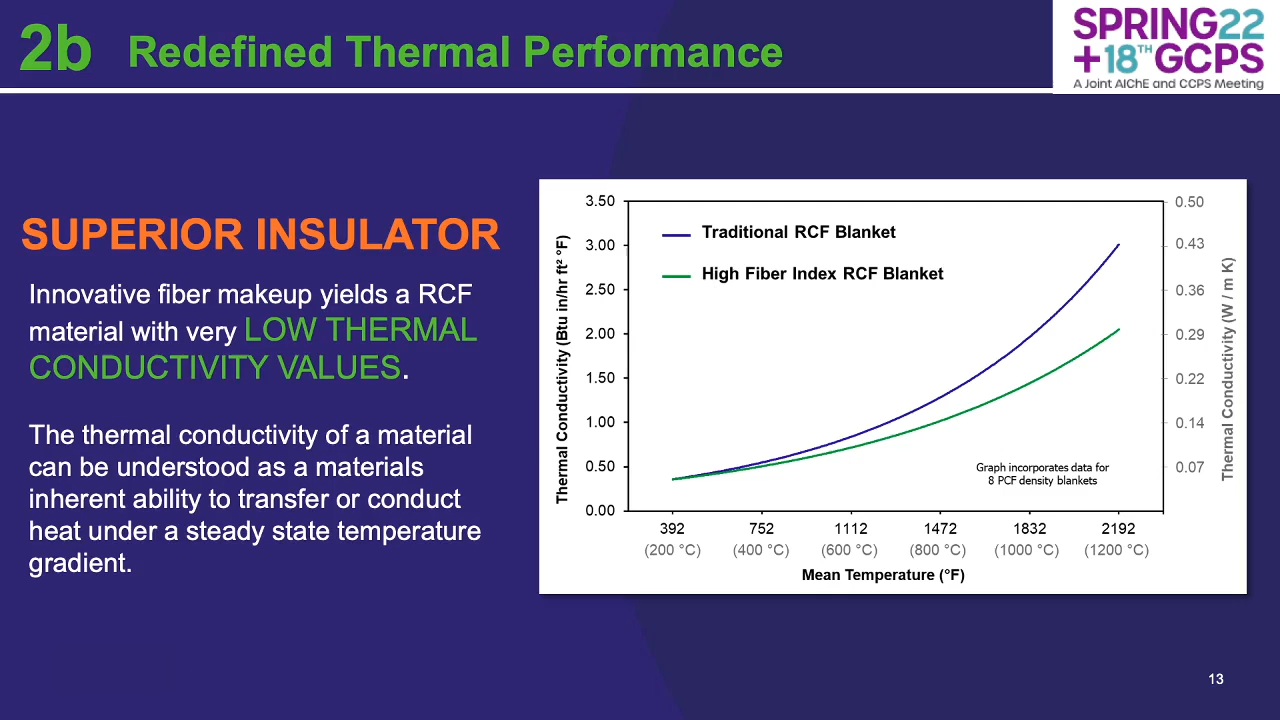 2b Redefined Thermal Performance
SPRING22
+18TH GCPS
A Joint AIChE and CCPS Meeting
SUPERIOR INSULATOR
Innovative fiber makeup yields a RCF
material with very LOW THERMAL
CONDUCTIVITY VALUES.
The thermal conductivity of a material
can be understood as a materials
inherent ability to transfer or conduct
heat under a steady state temperature
gradient.
Thermal Conductivity (Btu in/hr ft² °F)
3.50
3.00
2.50
2.00
1.50
1.00
0.50
0.00
Traditional RCF Blanket
High Fiber Index RCF Blanket
Graph incorporates data for
8 PCF density blankets
0.50
0.43
0.36
0.29
0.22
0.14
0.07
Thermal Conductivity (W / m K)
392 752 1112 1472 1832 2192
(200 °C) (400 °C) (600 °C) (800 °C) (1000 °C) (1200 °C)
Mean Temperature (°F)
13